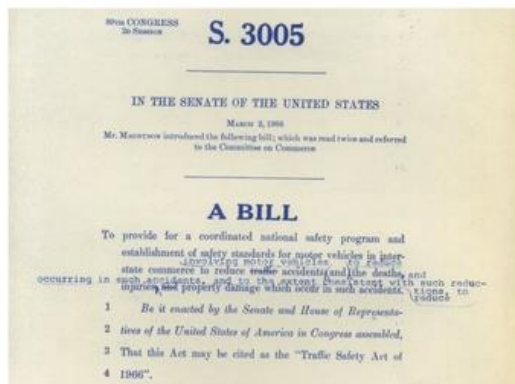 89TH CONGRESS
2D SESSION
S. 3005
IN THE SENATE OF THE UNITED STATES
MARCH 2, 1966
Mr. MAGNUSON introduced the following bill; which was read twice and referred
to the Committee on Commerce
A BILL
To provide for a coordinated national safety program and
establishment of safety standards for motor vehicles in inter-
involving motor vehicles, to reduce
state commerce to reduce traffic accidents and the deaths, and
occurring in such accidents, and to the extent consistent with such reduc-
injuries, and property damage which occur in such accidents. tions, to
reduce
1 Be it enacted by the Senate and House of Representa-
2 tives of the United States of America in Congress assembled,
3 That this Act may be cited as the "Traffic Safety Act of
4 1966".